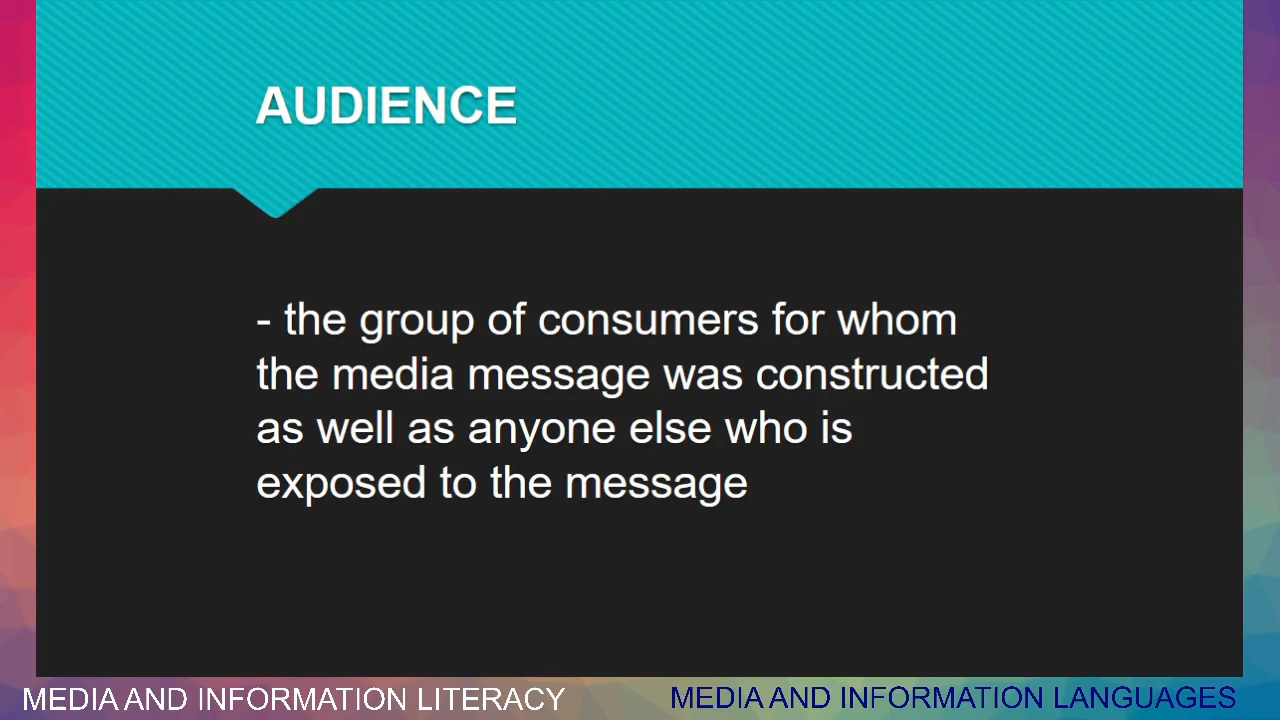 AUDIENCE
- the group of consumers for whom
the media message was constructed
as well as anyone else who is
exposed to the message
MEDIA AND INFORMATION LITERACY
MEDIA AND INFORMATION LANGUAGES